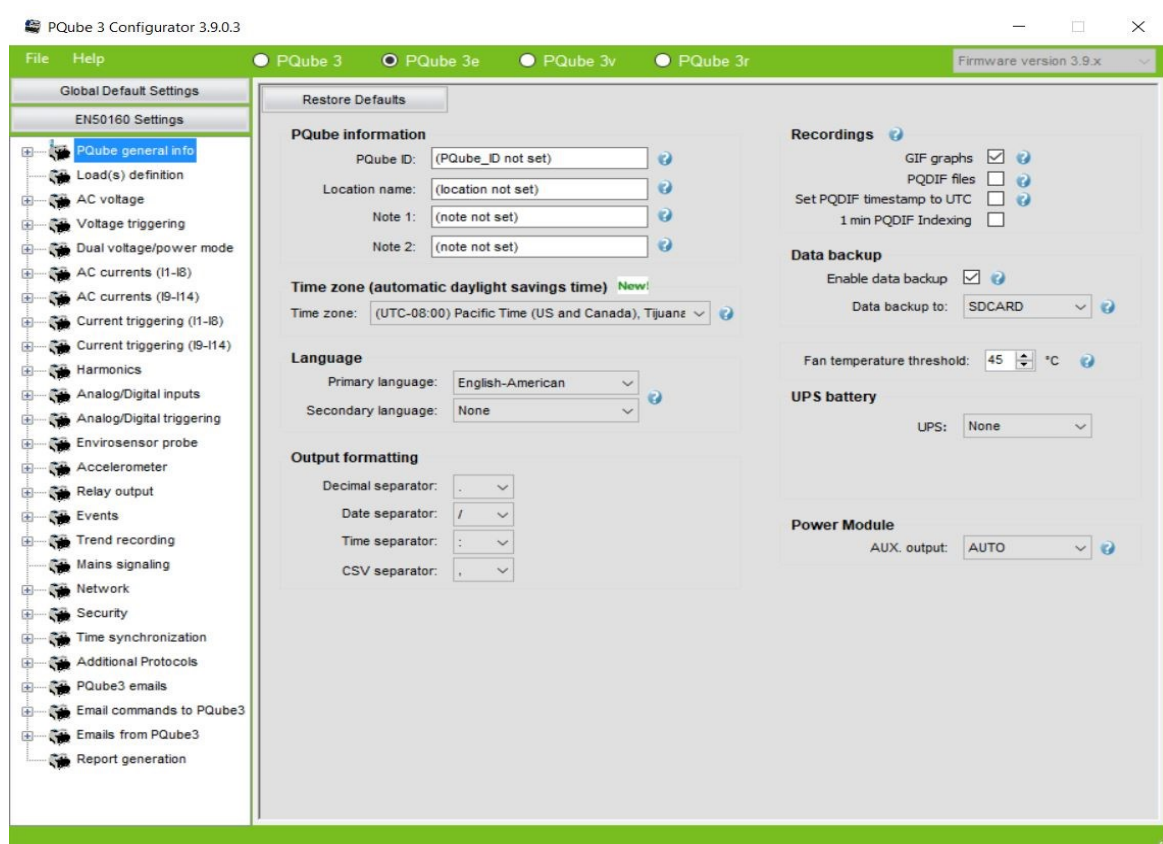 PQube 3 Configurator 3.9.0.3
File Help
PQube 3 PQube 3e PQube 3v PQube 3r
Firmware version 3.9.x
Global Default Settings
EN50160 Settings
PQube general info
Load(s) definition
AC voltage
Voltage triggering
Dual voltage/power mode
AC currents (I1-I8)
AC currents (I9-I14)
Current triggering (I1-I8)
Current triggering (I9-I14)
Harmonics
Analog/Digital inputs
Analog/Digital triggering
Envirosensor probe
Accelerometer
Relay output
Events
Trend recording
Mains signaling
Network
Security
Time synchronization
Additional Protocols
PQube3 emails
Email commands to PQube3
Emails from PQube3
Report generation
Restore Defaults
PQube information
PQube ID: (PQube_ID not set)
Location name: (location not set)
Note 1: (note not set)
Note 2: (note not set)
Time zone (automatic daylight savings time) New!
Time zone: (UTC-08:00) Pacific Time (US and Canada), Tijuana
Language
Primary language: English-American
Secondary language: None
Output formatting
Decimal separator: .
Date separator: /
Time separator: :
CSV separator: ,
Recordings
GIF graphs
PQDIF files
Set PQDIF timestamp to UTC
1 min PQDIF Indexing
Data backup
Enable data backup
Data backup to: SDCARD
Fan temperature threshold: 45 °C
UPS battery
UPS: None
Power Module
AUX. output: AUTO